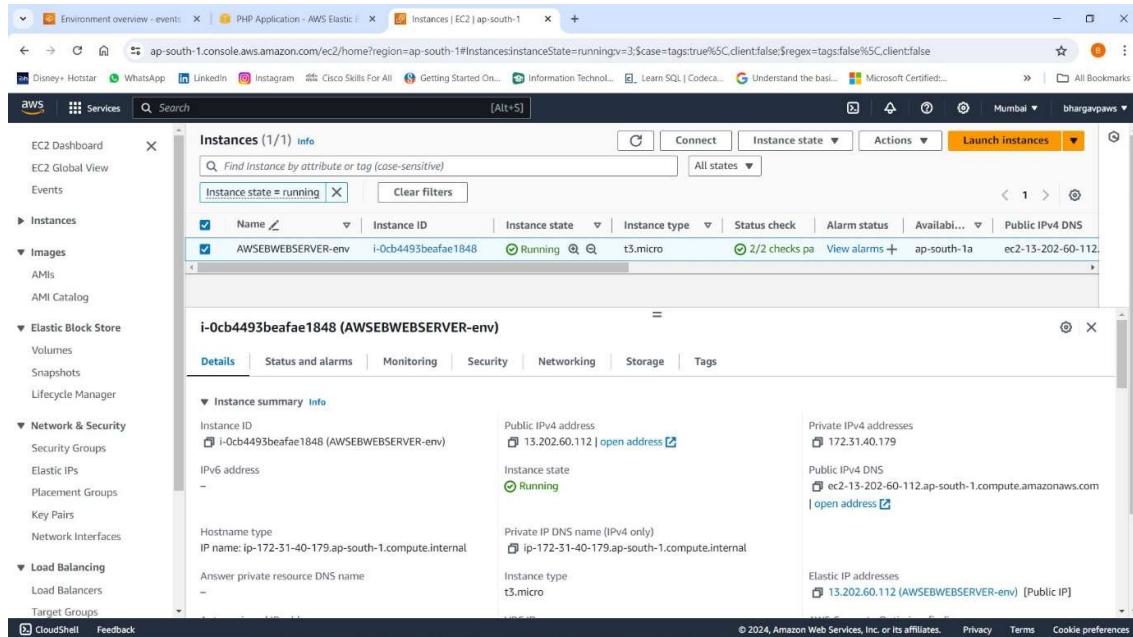 Environment overview - events
PHP Application - AWS Elastic
Instances | EC2 | ap-south-1
ap-south-1.console.aws.amazon.com/ec2/home?region=ap-south-1#Instances:instanceState=running;v=3;$case=tags:true%5C,client:false;$regex=tags:false%5C,client:false
Disney+ Hotstar WhatsApp LinkedIn Instagram Cisco Skills For All Getting Started On... Information Technol... Learn SQL | Codeca... Understand the basi... Microsoft Certified:... » All Bookmarks
aws Services Search [Alt+S] Mumbai bhargavpaws
EC2 Dashboard
EC2 Global View
Events
Instances
Images
AMIs
AMI Catalog
Elastic Block Store
Volumes
Snapshots
Lifecycle Manager
Network & Security
Security Groups
Elastic IPs
Placement Groups
Key Pairs
Network Interfaces
Load Balancing
Load Balancers
Target Groups
Instances (1/1) Info
Connect Instance state Actions Launch instances
Find Instance by attribute or tag (case-sensitive) All states
Instance state = running Clear filters
1
Name Instance ID Instance state Instance type Status check Alarm status Availabi... Public IPv4 DNS
AWSEBWEBSERVER-env i-0cb4493beafae1848 Running t3.micro 2/2 checks pa View alarms + ap-south-1a ec2-13-202-60-112.
i-0cb4493beafae1848 (AWSEBWEBSERVER-env)
Details Status and alarms Monitoring Security Networking Storage Tags
Instance summary Info
Instance ID
i-0cb4493beafae1848 (AWSEBWEBSERVER-env)
Public IPv4 address
13.202.60.112 | open address
Private IPv4 addresses
172.31.40.179
IPv6 address
–
Instance state
Running
Public IPv4 DNS
ec2-13-202-60-112.ap-south-1.compute.amazonaws.com
| open address
Hostname type
IP name: ip-172-31-40-179.ap-south-1.compute.internal
Private IP DNS name (IPv4 only)
ip-172-31-40-179.ap-south-1.compute.internal
Answer private resource DNS name
–
Instance type
t3.micro
Elastic IP addresses
13.202.60.112 (AWSEBWEBSERVER-env) [Public IP]
CloudShell Feedback © 2024, Amazon Web Services, Inc. or its affiliates. Privacy Terms Cookie preferences